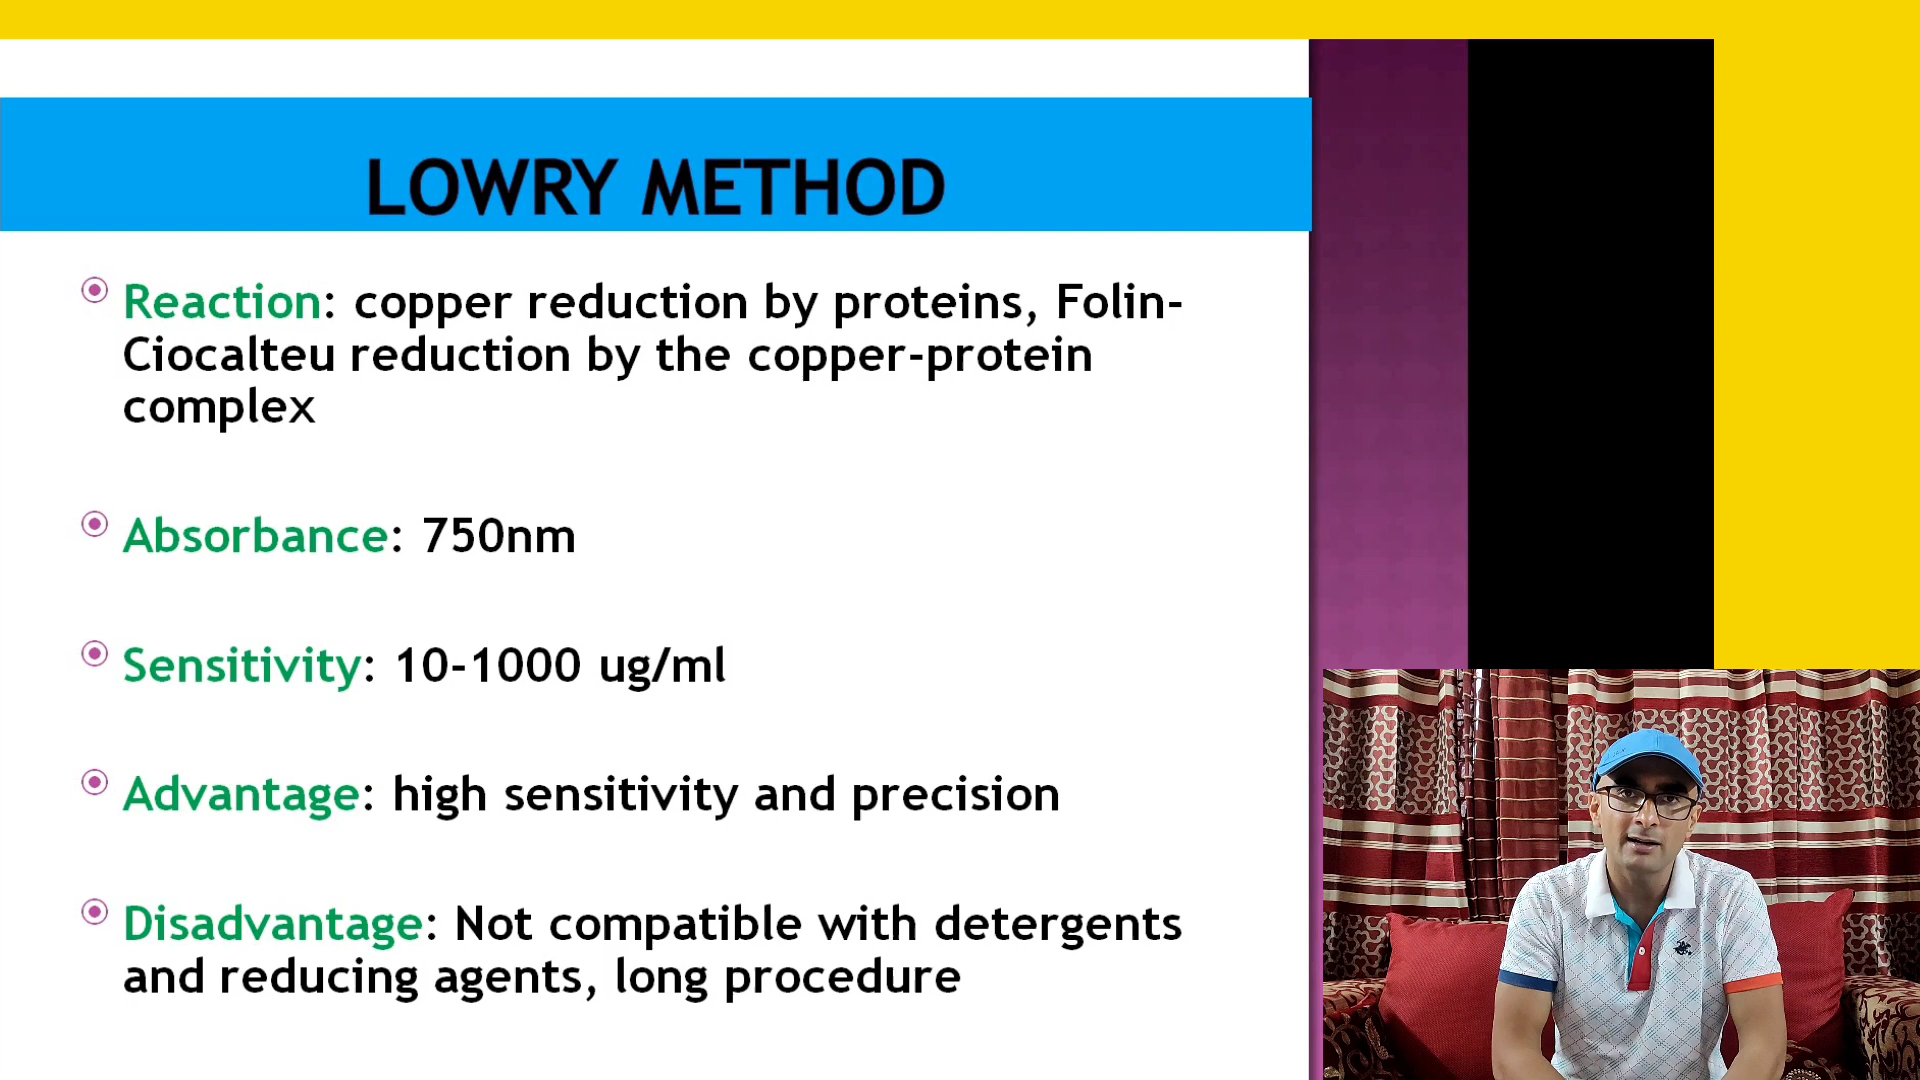 LOWRY METHOD
Reaction: copper reduction by proteins, Folin-
Ciocalteu reduction by the copper-protein
complex
Absorbance: 750nm
Sensitivity: 10-1000 ug/ml
Advantage: high sensitivity and precision
Disadvantage: Not compatible with detergents
and reducing agents, long procedure